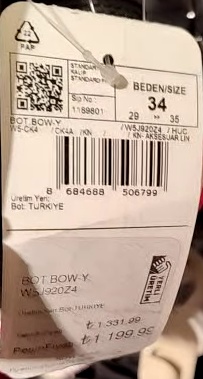 PAP
STANDART
KALIP
STANDARD F
Sip No.:
1189801
BEDEN/SIZE
34
29 35
BOT BOW-Y
W5-CK4 /CK4A /KN / /W5J920Z4 / HUC
/ KN- AKSESUAR LIN
8 684688 506799
Üretim Yeri:
Bot: TURKIYE
BOT BOW-Y
W5J920Z4
YERLİ
ÜRETİM
₺1.331.99
₺1 199.99